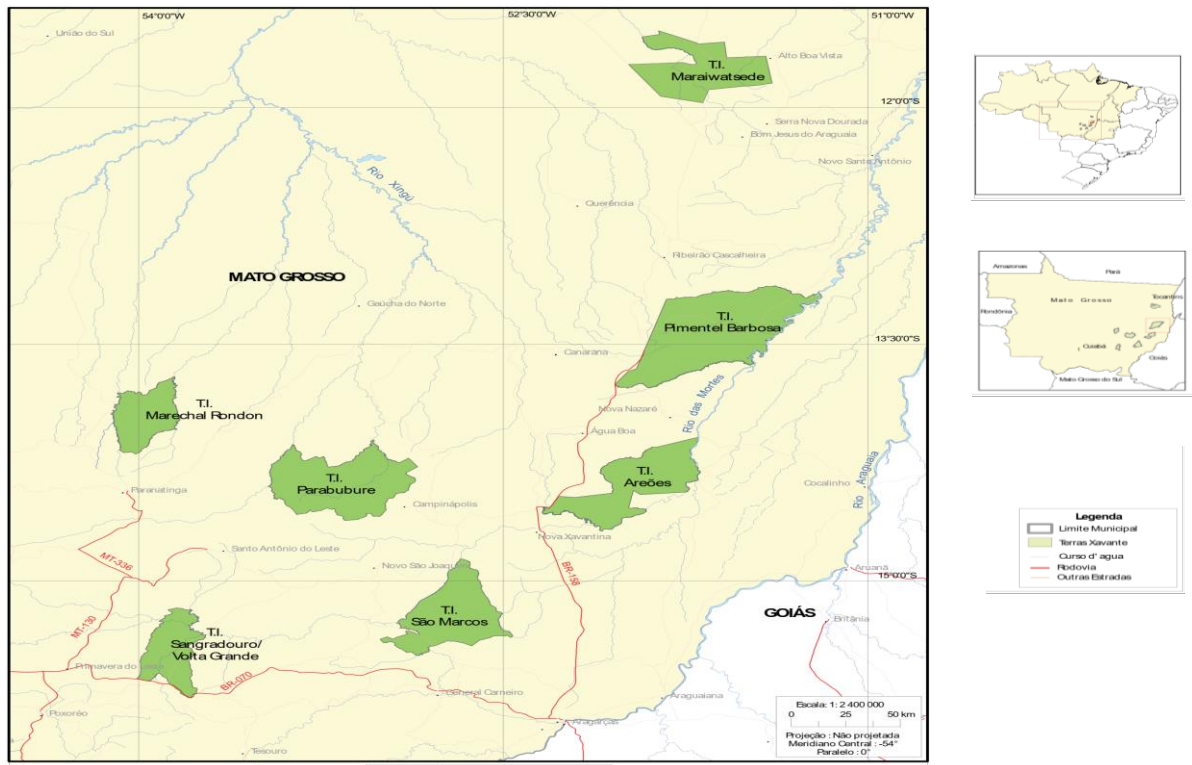 54°0'0"W
52°30'0"W
51°0'0"W
União do Sul
T.I.
Maraiwatsede
Alto Boa Vista
12°0'0"S
Serra Nova Dourada
Bom Jesus do Araguaia
Novo Santo Antônio
Rio Xingú
Querência
Ribeirão Cascalheira
MATO GROSSO
Gaúcha do Norte
T.I.
Pimentel Barbosa
13°30'0"S
Canarana
T.I.
Marechal Rondon
Nova Nazaré
Rio das Mortes
Água Boa
T.I.
Parabubure
T.I.
Areões
Paranatinga
Campinápolis
Cocalinho
Rio Araguaia
Nova Xavantina
Santo Antônio do Leste
MT-336
Novo São Joaqu
BR-158
15°0'0"S
Aruanã
T.I.
São Marcos
GOIÁS
Britânia
MT-130
T.I.
Sangradouro/
Volta Grande
Primavera do Leste
BR-070
General Carneiro
Araguaiana
Poxoréo
Aragarças
Tesouro
Escala: 1: 2 400 000
0 25 50 km
Projeção : Não projetada
Meridiano Central : -54°
Paralelo : 0°
Amazonas
Pará
Mato Grosso
Tocantins
Rondônia
Cuiabá
Goiás
Mato Grosso do Sul
Legenda
Limite Municipal
Terras Xavante
Curso d' agua
Rodovia
Outras Estradas